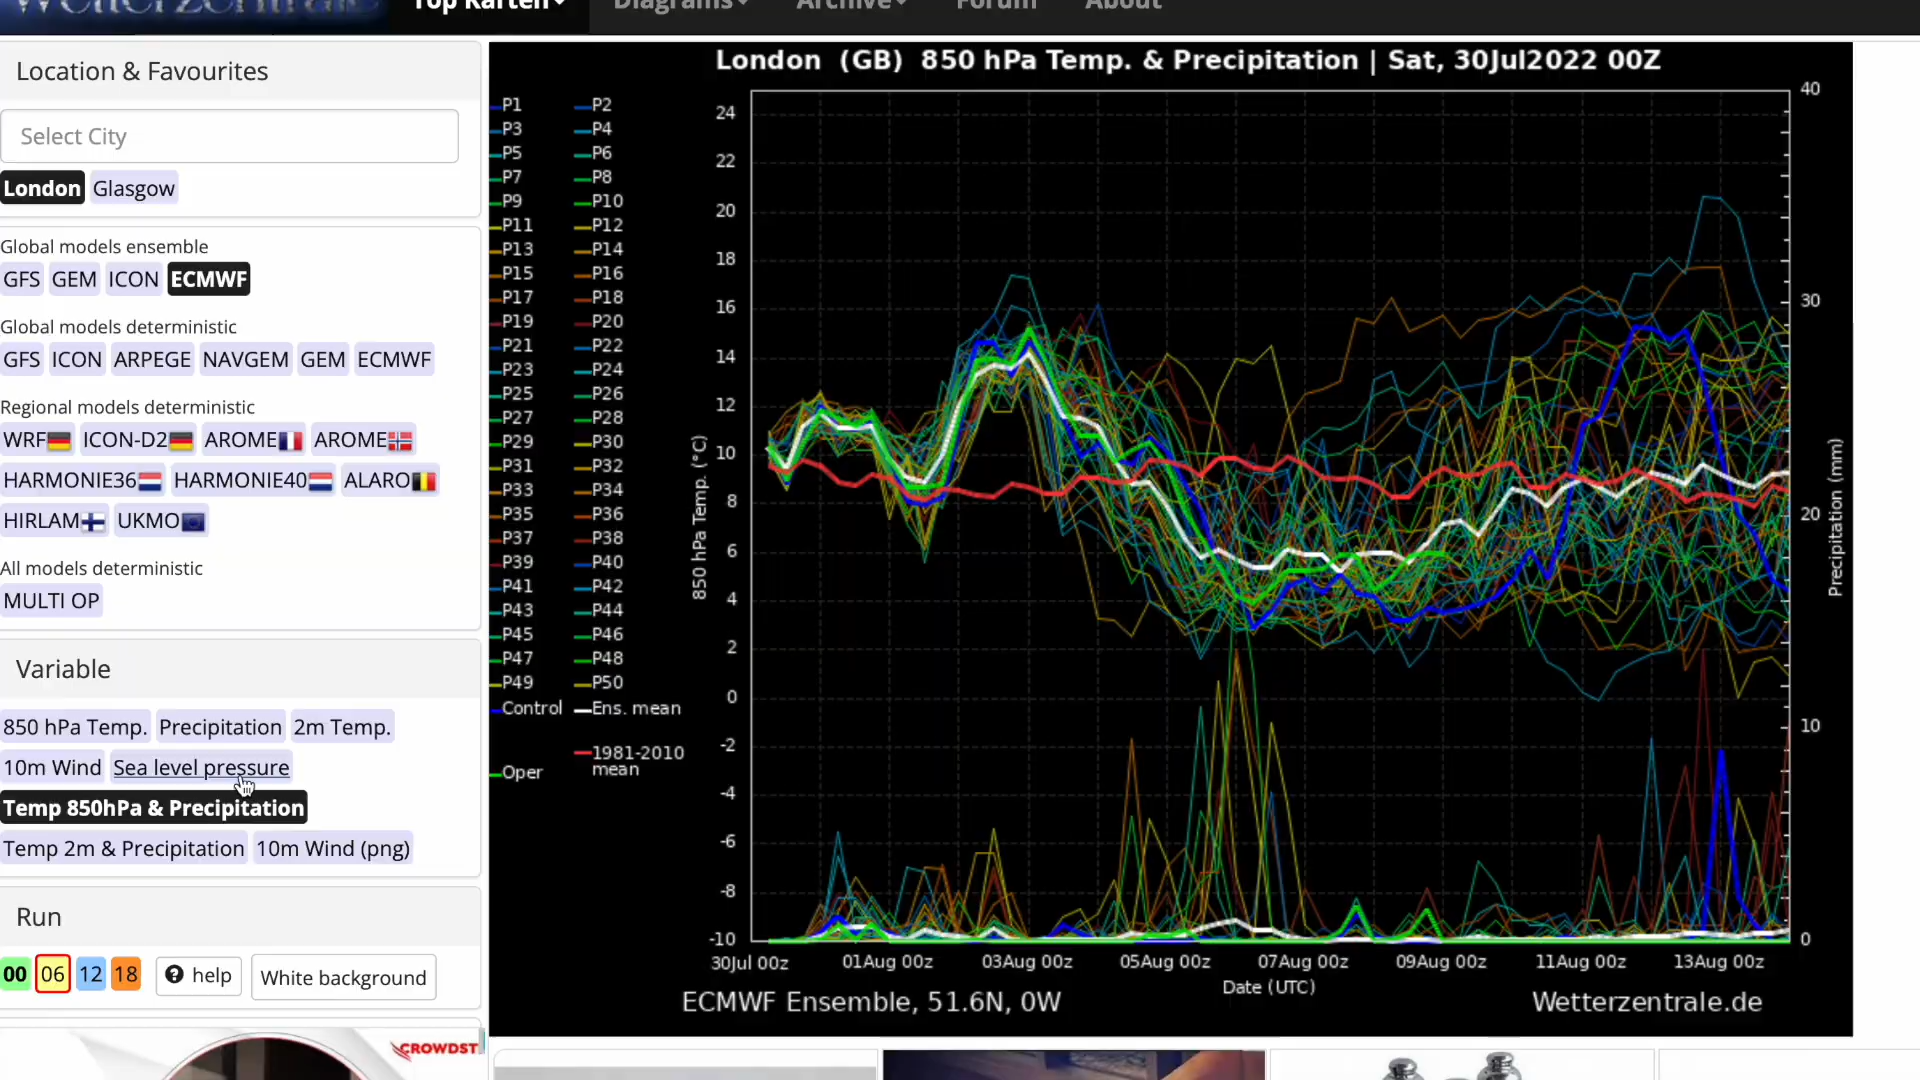 Wetterzentrale Top Karten Diagrams Archive Forum About
Location & Favourites
Select City
London Glasgow
Global models ensemble
GFS GEM ICON ECMWF
Global models deterministic
GFS ICON ARPEGE NAVGEM GEM ECMWF
Regional models deterministic
WRF ICON-D2 AROME AROME
HARMONIE36 HARMONIE40 ALARO
HIRLAM UKMO
All models deterministic
MULTI OP
Variable
850 hPa Temp. Precipitation 2m Temp.
10m Wind Sea level pressure
Temp 850hPa & Precipitation
Temp 2m & Precipitation 10m Wind (png)
Run
00 06 12 18 help White background
CROWDST
London (GB) 850 hPa Temp. & Precipitation | Sat, 30Jul2022 00Z
P1 P2
P3 P4
P5 P6
P7 P8
P9 P10
P11 P12
P13 P14
P15 P16
P17 P18
P19 P20
P21 P22
P23 P24
P25 P26
P27 P28
P29 P30
P31 P32
P33 P34
P35 P36
P37 P38
P39 P40
P41 P42
P43 P44
P45 P46
P47 P48
P49 P50
Control Ens. mean
1981-2010
mean
Oper
850 hPa Temp. (°C)
24
22
20
18
16
14
12
10
8
6
4
2
0
-2
-4
-6
-8
-10
40
30
20
10
0
Precipitation (mm)
30Jul 00z 01Aug 00z 03Aug 00z 05Aug 00z 07Aug 00z 09Aug 00z 11Aug 00z 13Aug 00z
Date (UTC)
ECMWF Ensemble, 51.6N, 0W Wetterzentrale.de